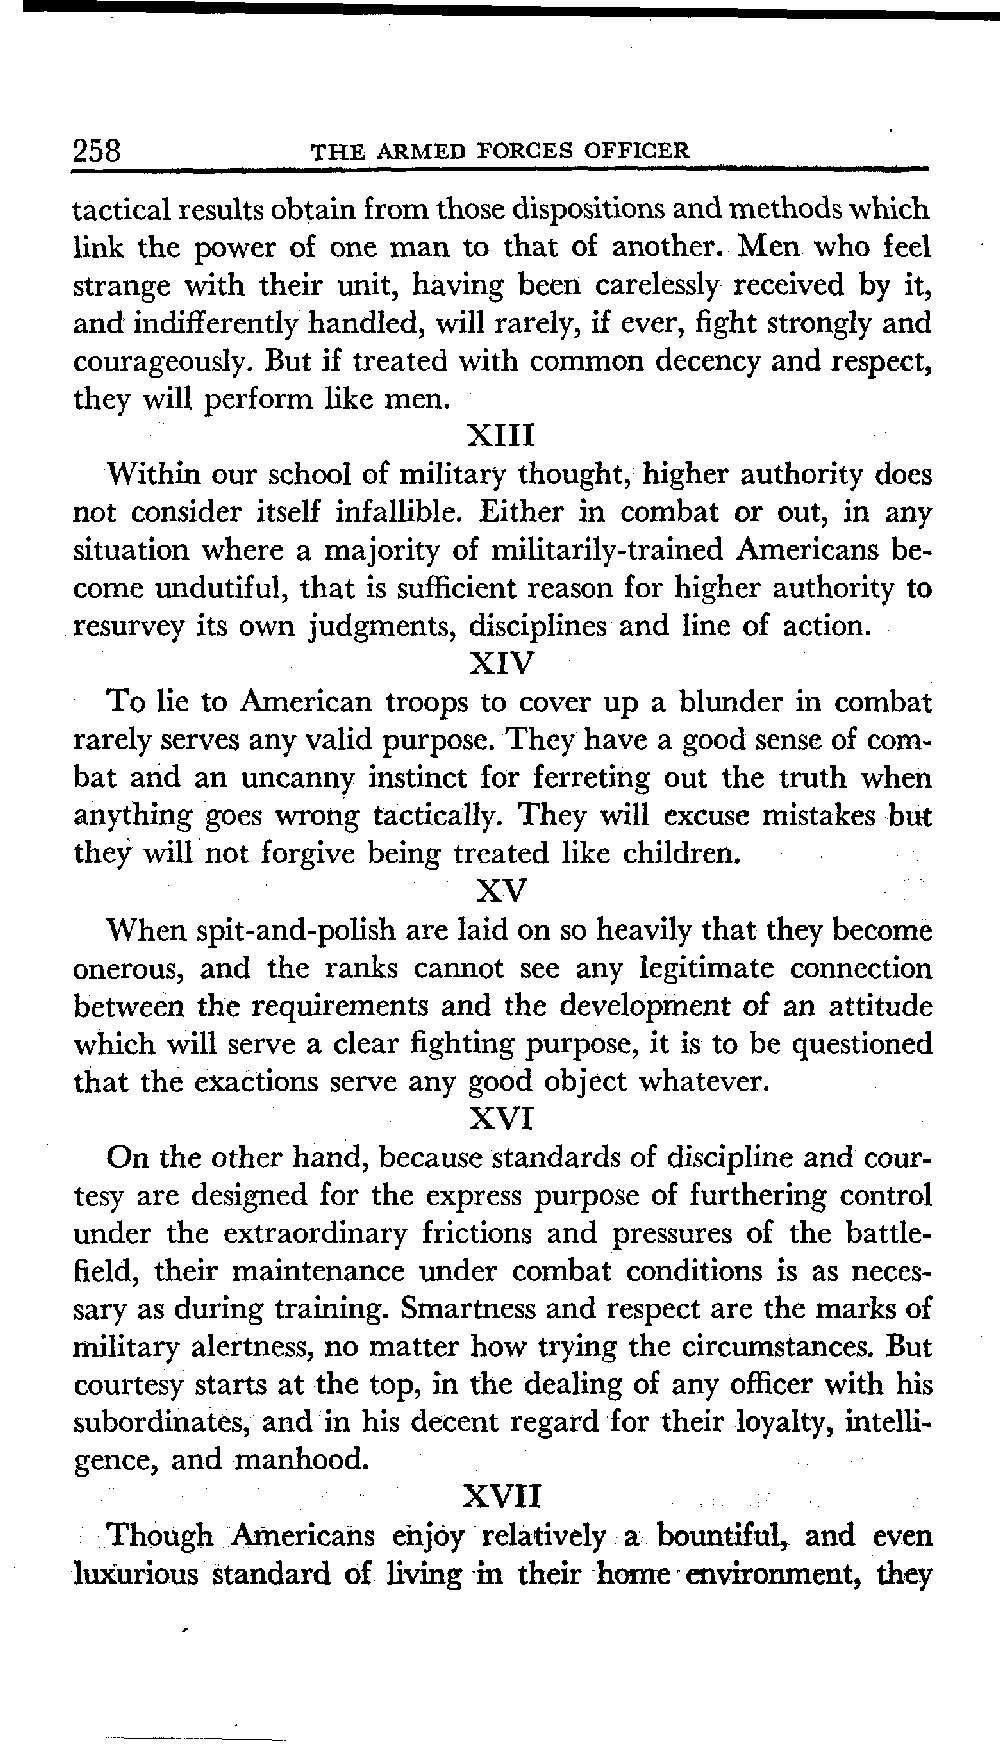 258 THE ARMED FORCES OFFICER
tactical results obtain from those dispositions and methods which
link the power of one man to that of another. Men who feel
strange with their unit, having been carelessly received by it,
and indifferently handled, will rarely, if ever, fight strongly and
courageously. But if treated with common decency and respect,
they will perform like men.
XIII
Within our school of military thought, higher authority does
not consider itself infallible. Either in combat or out, in any
situation where a majority of militarily-trained Americans be-
come undutiful, that is sufficient reason for higher authority to
resurvey its own judgments, disciplines and line of action.
XIV
To lie to American troops to cover up a blunder in combat
rarely serves any valid purpose. They have a good sense of com-
bat and an uncanny instinct for ferreting out the truth when
anything goes wrong tactically. They will excuse mistakes but
they will not forgive being treated like children.
XV
When spit-and-polish are laid on so heavily that they become
onerous, and the ranks cannot see any legitimate connection
between the requirements and the development of an attitude
which will serve a clear fighting purpose, it is to be questioned
that the exactions serve any good object whatever.
XVI
On the other hand, because standards of discipline and cour-
tesy are designed for the express purpose of furthering control
under the extraordinary frictions and pressures of the battle-
field, their maintenance under combat conditions is as neces-
sary as during training. Smartness and respect are the marks of
military alertness, no matter how trying the circumstances. But
courtesy starts at the top, in the dealing of any officer with his
subordinates, and in his decent regard for their loyalty, intelli-
gence, and manhood.
XVII
Though Americans enjoy relatively a bountiful, and even
luxurious standard of living in their home environment, they